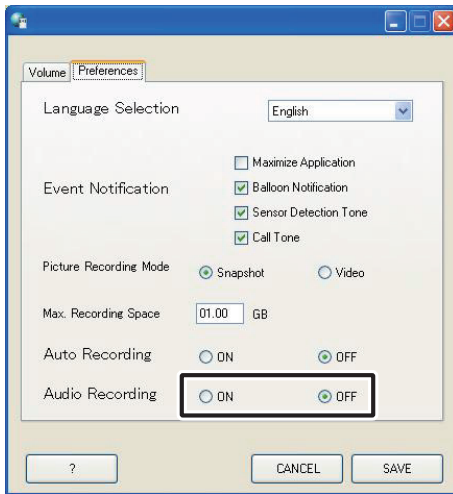 Volume Preferences
Language Selection English
Maximize Application
Event Notification Balloon Notification
Sensor Detection Tone
Call Tone
Picture Recording Mode Snapshot Video
Max. Recording Space 01.00 GB
Auto Recording ON OFF
Audio Recording ON OFF
? CANCEL SAVE